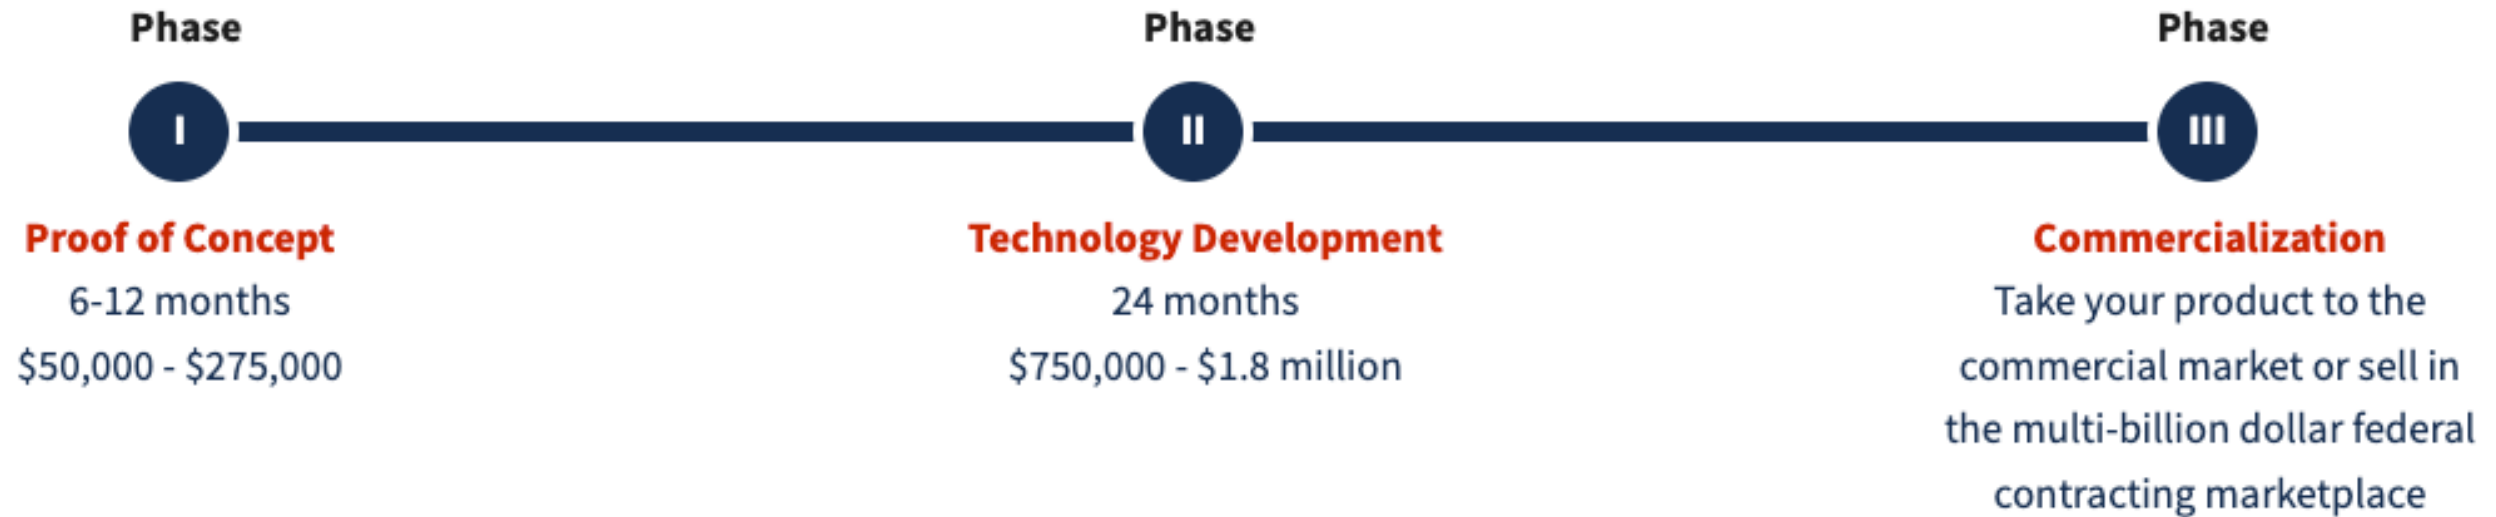 Phase
I
Proof of Concept
6-12 months
$50,000 - $275,000
Phase
II
Technology Development
24 months
$750,000 - $1.8 million
Phase
III
Commercialization
Take your product to the
commercial market or sell in
the multi-billion dollar federal
contracting marketplace